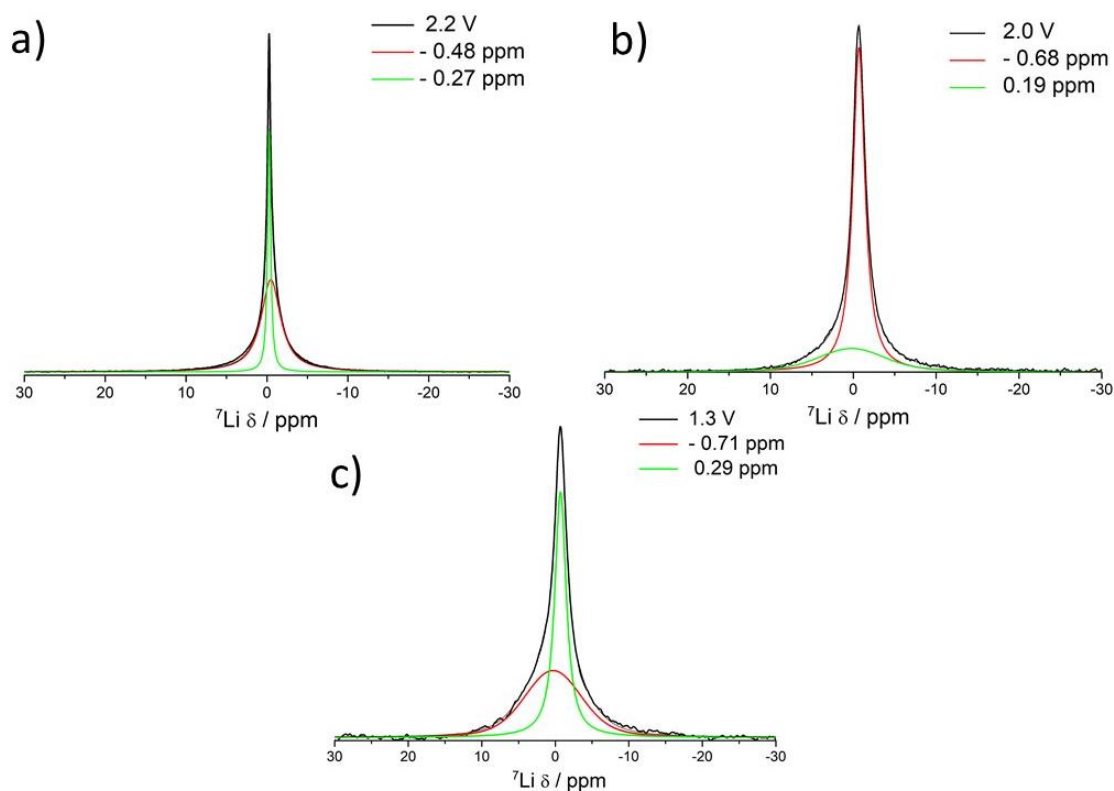 a)
2.2 V
- 0.48 ppm
- 0.27 ppm
30 20 10 0 -10 -20 -30
⁷Li δ / ppm
b)
2.0 V
- 0.68 ppm
0.19 ppm
30 20 10 0 -10 -20 -30
⁷Li δ / ppm
c)
1.3 V
- 0.71 ppm
0.29 ppm
30 20 10 0 -10 -20 -30
⁷Li δ / ppm